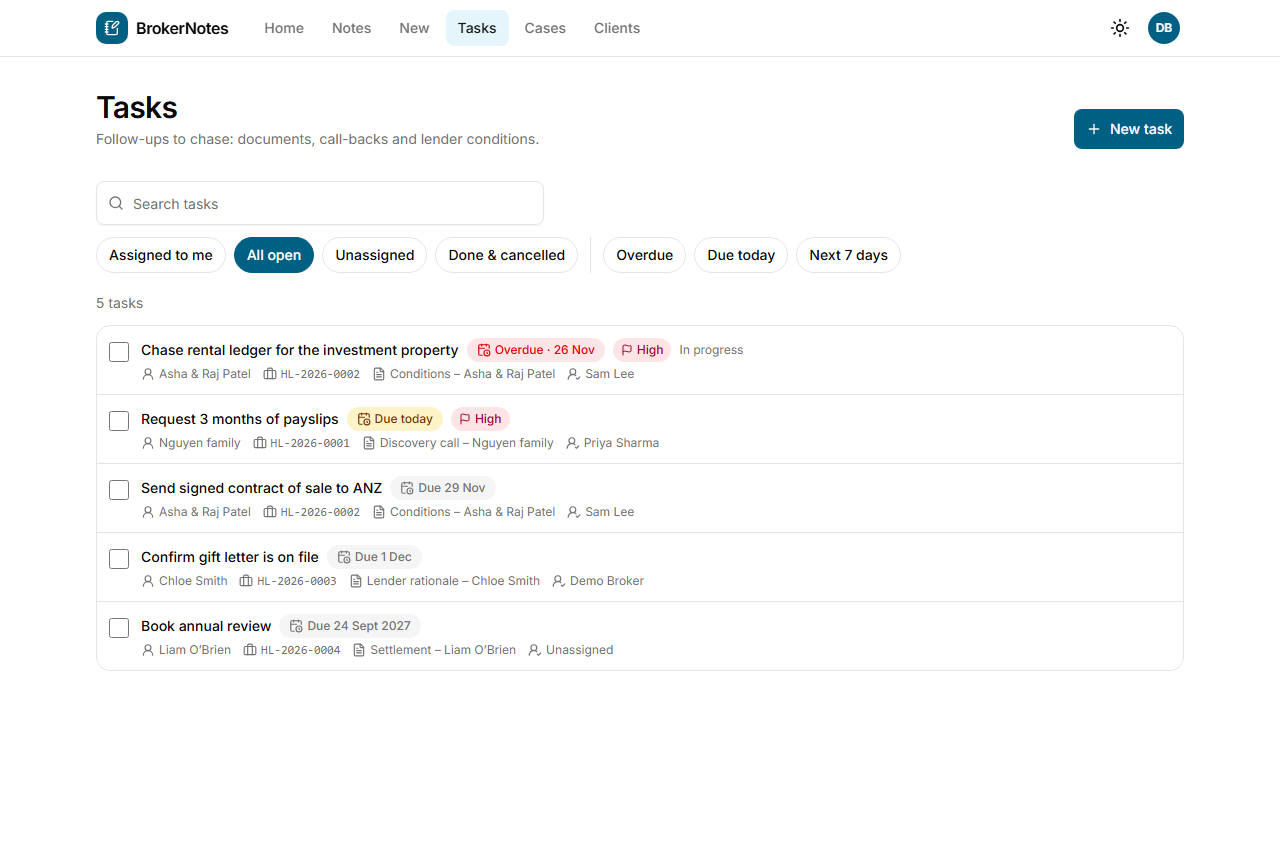 BrokerNotes Home Notes New Tasks Cases Clients DB
Tasks
Follow-ups to chase: documents, call-backs and lender conditions.
+ New task
Search tasks
Assigned to me All open Unassigned Done & cancelled Overdue Due today Next 7 days
5 tasks
Chase rental ledger for the investment property Overdue · 26 Nov High In progress
Asha & Raj Patel HL-2026-0002 Conditions – Asha & Raj Patel Sam Lee
Request 3 months of payslips Due today High
Nguyen family HL-2026-0001 Discovery call – Nguyen family Priya Sharma
Send signed contract of sale to ANZ Due 29 Nov
Asha & Raj Patel HL-2026-0002 Conditions – Asha & Raj Patel Sam Lee
Confirm gift letter is on file Due 1 Dec
Chloe Smith HL-2026-0003 Lender rationale – Chloe Smith Demo Broker
Book annual review Due 24 Sept 2027
Liam O’Brien HL-2026-0004 Settlement – Liam O’Brien Unassigned